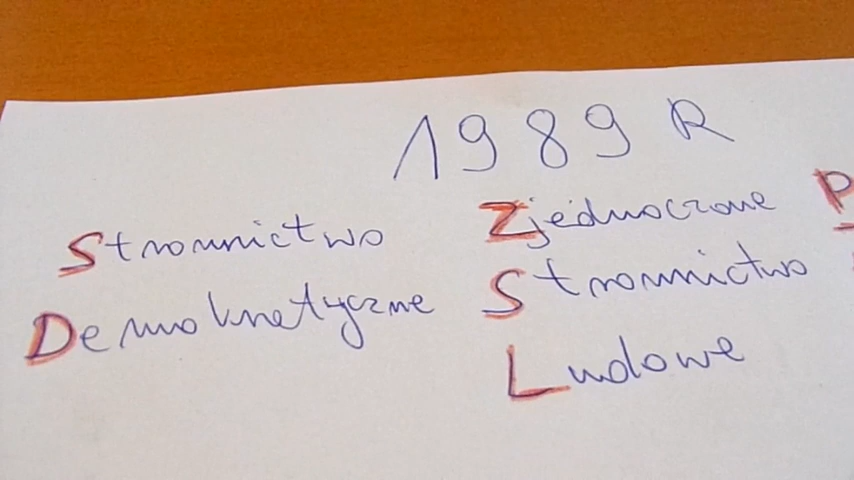 1989 R
Stronnictwo
Demokratyczne
Zjednoczone
Stronnictwo
Ludowe
P